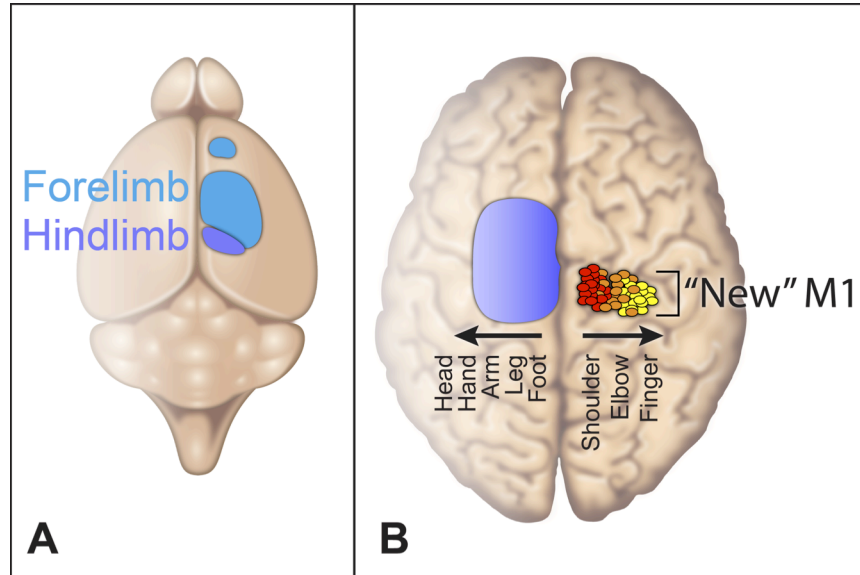 Forelimb
Hindlimb
A
"New" M1
Head
Hand
Arm
Leg
Foot
Shoulder
Elbow
Finger
B